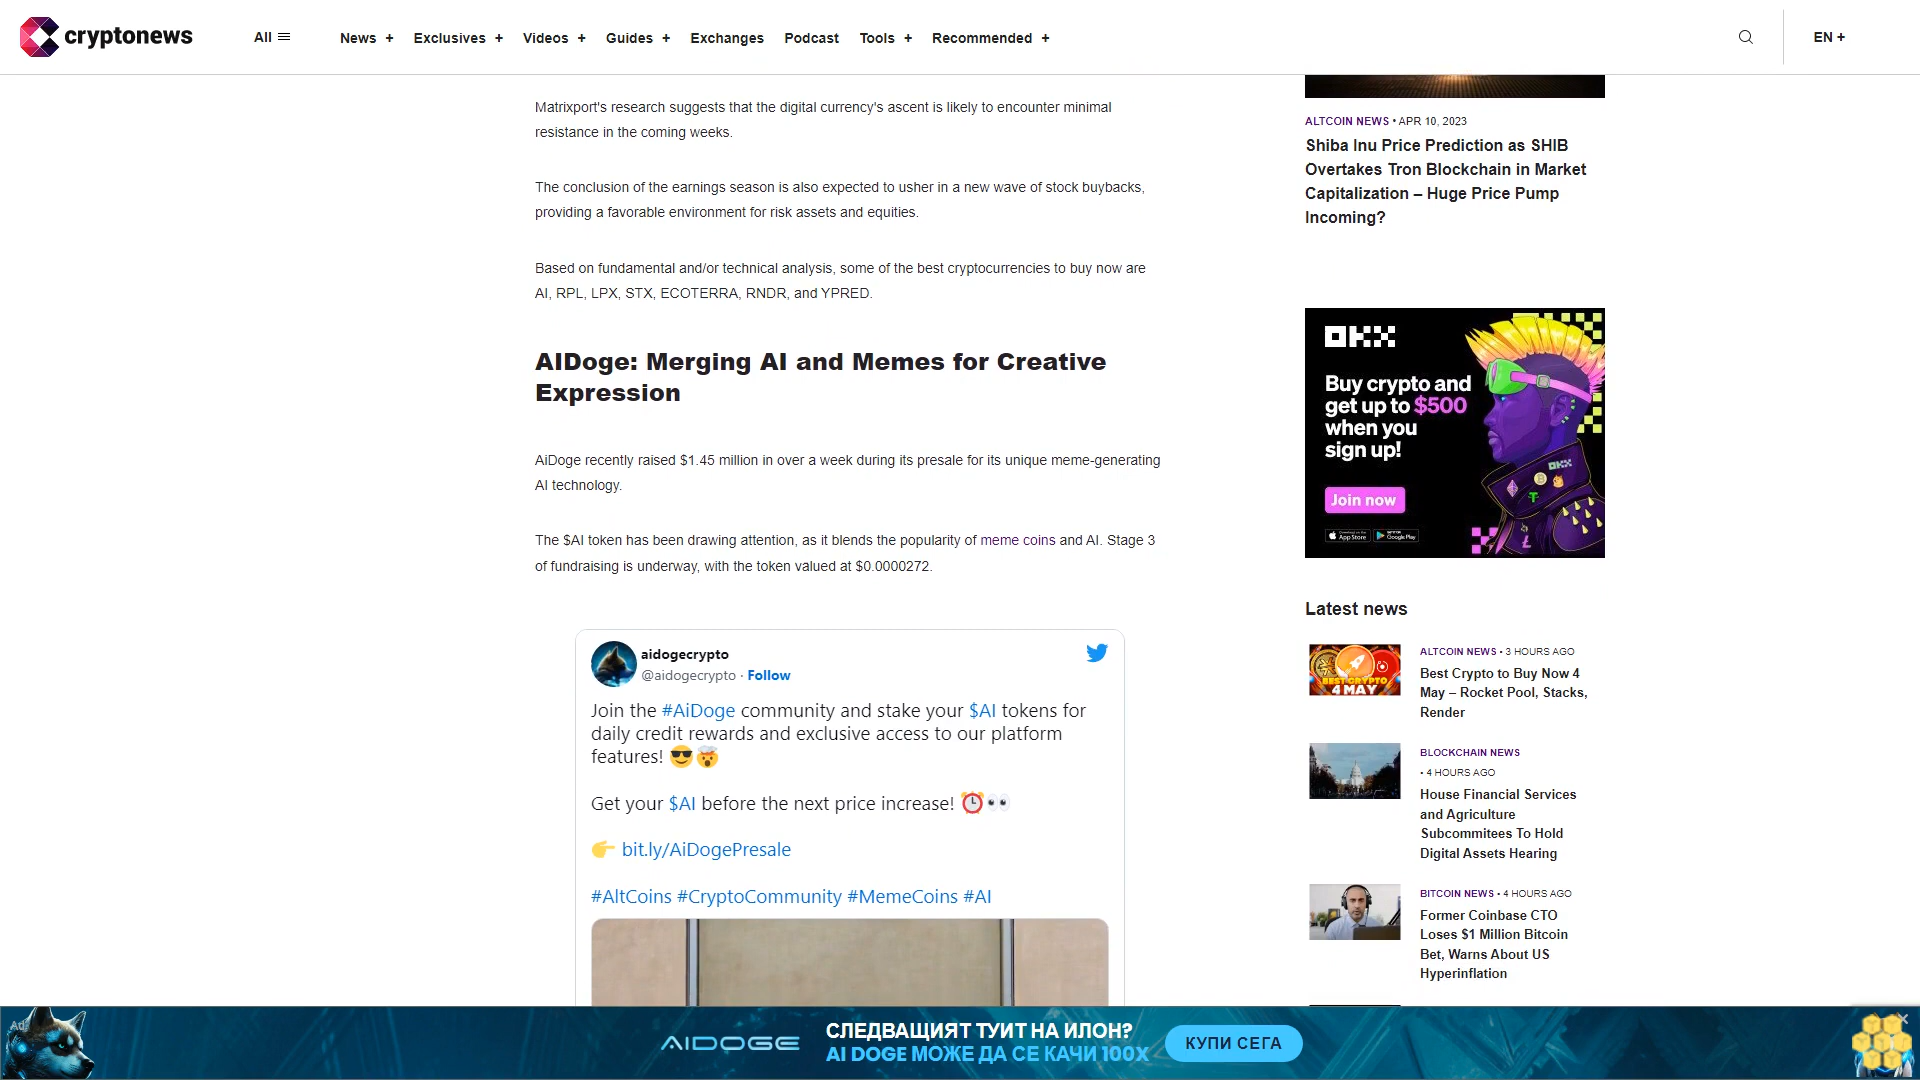 cryptonews
All
News +
Exclusives +
Videos +
Guides +
Exchanges
Podcast
Tools +
Recommended +
EN +
Matrixport's research suggests that the digital currency's ascent is likely to encounter minimal
resistance in the coming weeks.
The conclusion of the earnings season is also expected to usher in a new wave of stock buybacks,
providing a favorable environment for risk assets and equities.
Based on fundamental and/or technical analysis, some of the best cryptocurrencies to buy now are
AI, RPL, LPX, STX, ECOTERRA, RNDR, and YPRED.
AIDoge: Merging AI and Memes for Creative
Expression
AiDoge recently raised $1.45 million in over a week during its presale for its unique meme-generating
AI technology.
The $AI token has been drawing attention, as it blends the popularity of meme coins and AI. Stage 3
of fundraising is underway, with the token valued at $0.0000272.
aidogecrypto
@aidogecrypto · Follow
Join the #AiDoge community and stake your $AI tokens for
daily credit rewards and exclusive access to our platform
features! 😎🤯
Get your $AI before the next price increase! ⏰👀
👉 bit.ly/AiDogePresale
#AltCoins #CryptoCommunity #MemeCoins #AI
ALTCOIN NEWS • APR 10, 2023
Shiba Inu Price Prediction as SHIB
Overtakes Tron Blockchain in Market
Capitalization – Huge Price Pump
Incoming?
OKX
Buy crypto and
get up to $500
when you
sign up!
Join now
App Store
Google Play
Latest news
BEST CRYPTO
4 MAY
ALTCOIN NEWS • 3 HOURS AGO
Best Crypto to Buy Now 4
May – Rocket Pool, Stacks,
Render
BLOCKCHAIN NEWS
• 4 HOURS AGO
House Financial Services
and Agriculture
Subcommitees To Hold
Digital Assets Hearing
BITCOIN NEWS • 4 HOURS AGO
Former Coinbase CTO
Loses $1 Million Bitcoin
Bet, Warns About US
Hyperinflation
Ad
AIDOGE
СЛЕДВАЩИЯТ ТУИТ НА ИЛОН?
AI DOGE МОЖЕ ДА СЕ КАЧИ 100X
КУПИ СЕГА